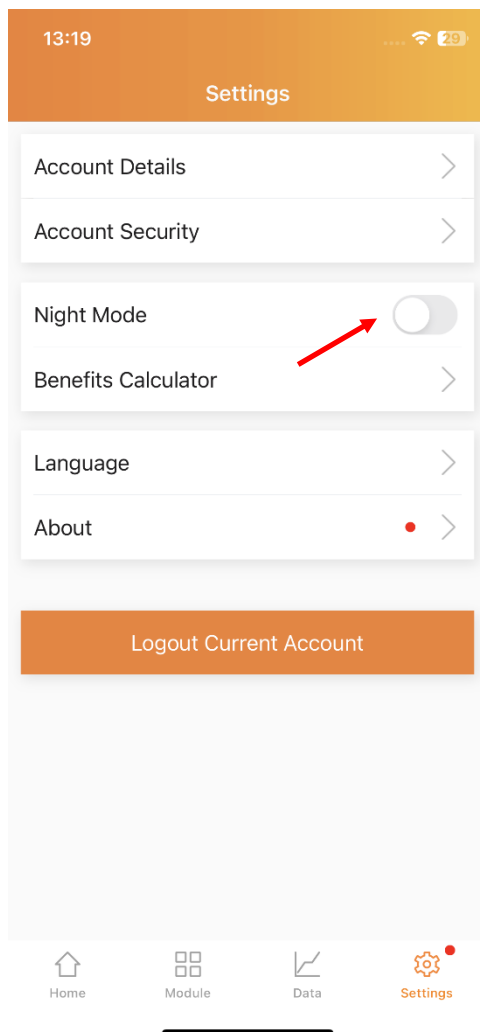 13:19
29
Settings
Account Details
Account Security
Night Mode
Benefits Calculator
Language
About
Logout Current Account
Home Module Data Settings